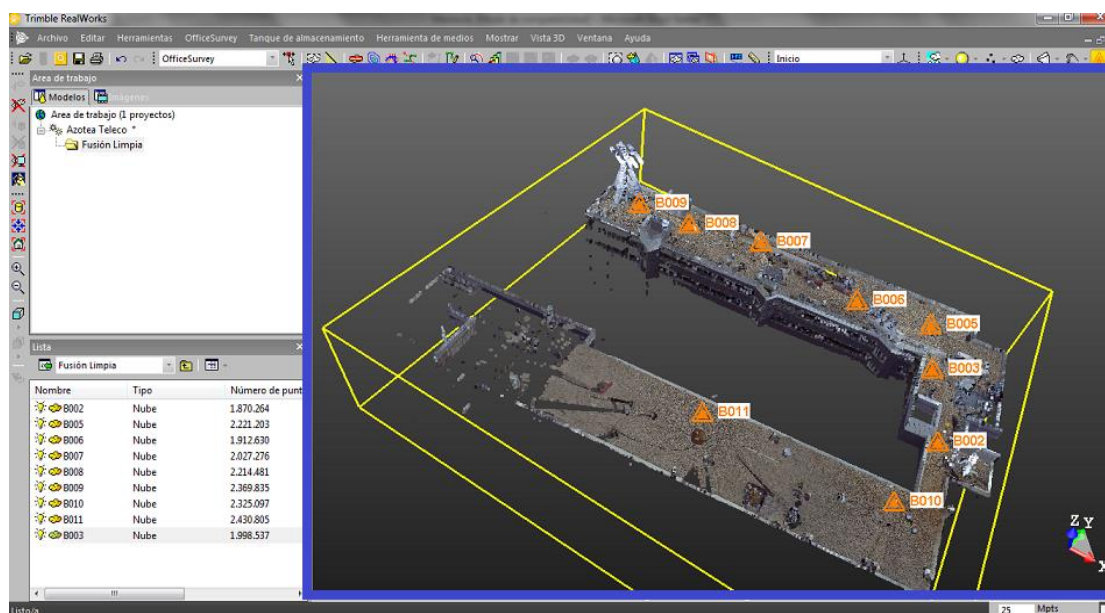 Trimble RealWorks
Archivo Editar Herramientas OfficeSurvey Tanque de almacenamiento Herramienta de medios Mostrar Vista 3D Ventana Ayuda
OfficeSurvey
Inicio
Area de trabajo
Modelos Imágenes
Area de trabajo (1 proyectos)
Azotea Teleco *
Fusión Limpia
Lista
Fusión Limpia
Nombre Tipo Número de punt
B002 Nube 1.870.264
B005 Nube 2.221.203
B006 Nube 1.912.630
B007 Nube 2.027.276
B008 Nube 2.214.481
B009 Nube 2.369.835
B010 Nube 2.325.097
B011 Nube 2.430.805
B003 Nube 1.998.537
B009
B008
B007
B006
B005
B003
B011
B002
B010
Z Y
X
Listo/a
25 Mpts